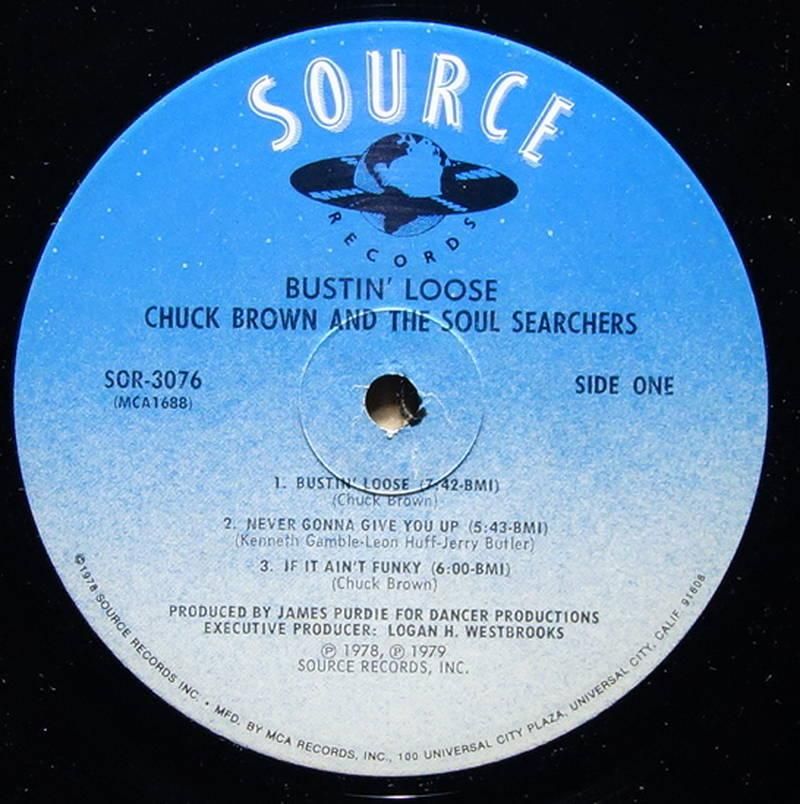 SOURCE
RECORDS
BUSTIN' LOOSE
CHUCK BROWN AND THE SOUL SEARCHERS
SOR-3076
(MCA1688)
SIDE ONE
1. BUSTIN' LOOSE (7:42-BMI)
(Chuck Brown)
2. NEVER GONNA GIVE YOU UP (5:43-BMI)
(Kenneth Gamble-Leon Huff-Jerry Butler)
3. IF IT AIN'T FUNKY (6:00-BMI)
(Chuck Brown)
PRODUCED BY JAMES PURDIE FOR DANCER PRODUCTIONS
EXECUTIVE PRODUCER: LOGAN H. WESTBROOKS
℗ 1978, ℗ 1979
SOURCE RECORDS, INC.
©1978 SOURCE RECORDS INC. • MFD. BY MCA RECORDS, INC., 100 UNIVERSAL CITY PLAZA, UNIVERSAL CITY, CALIF. 91608